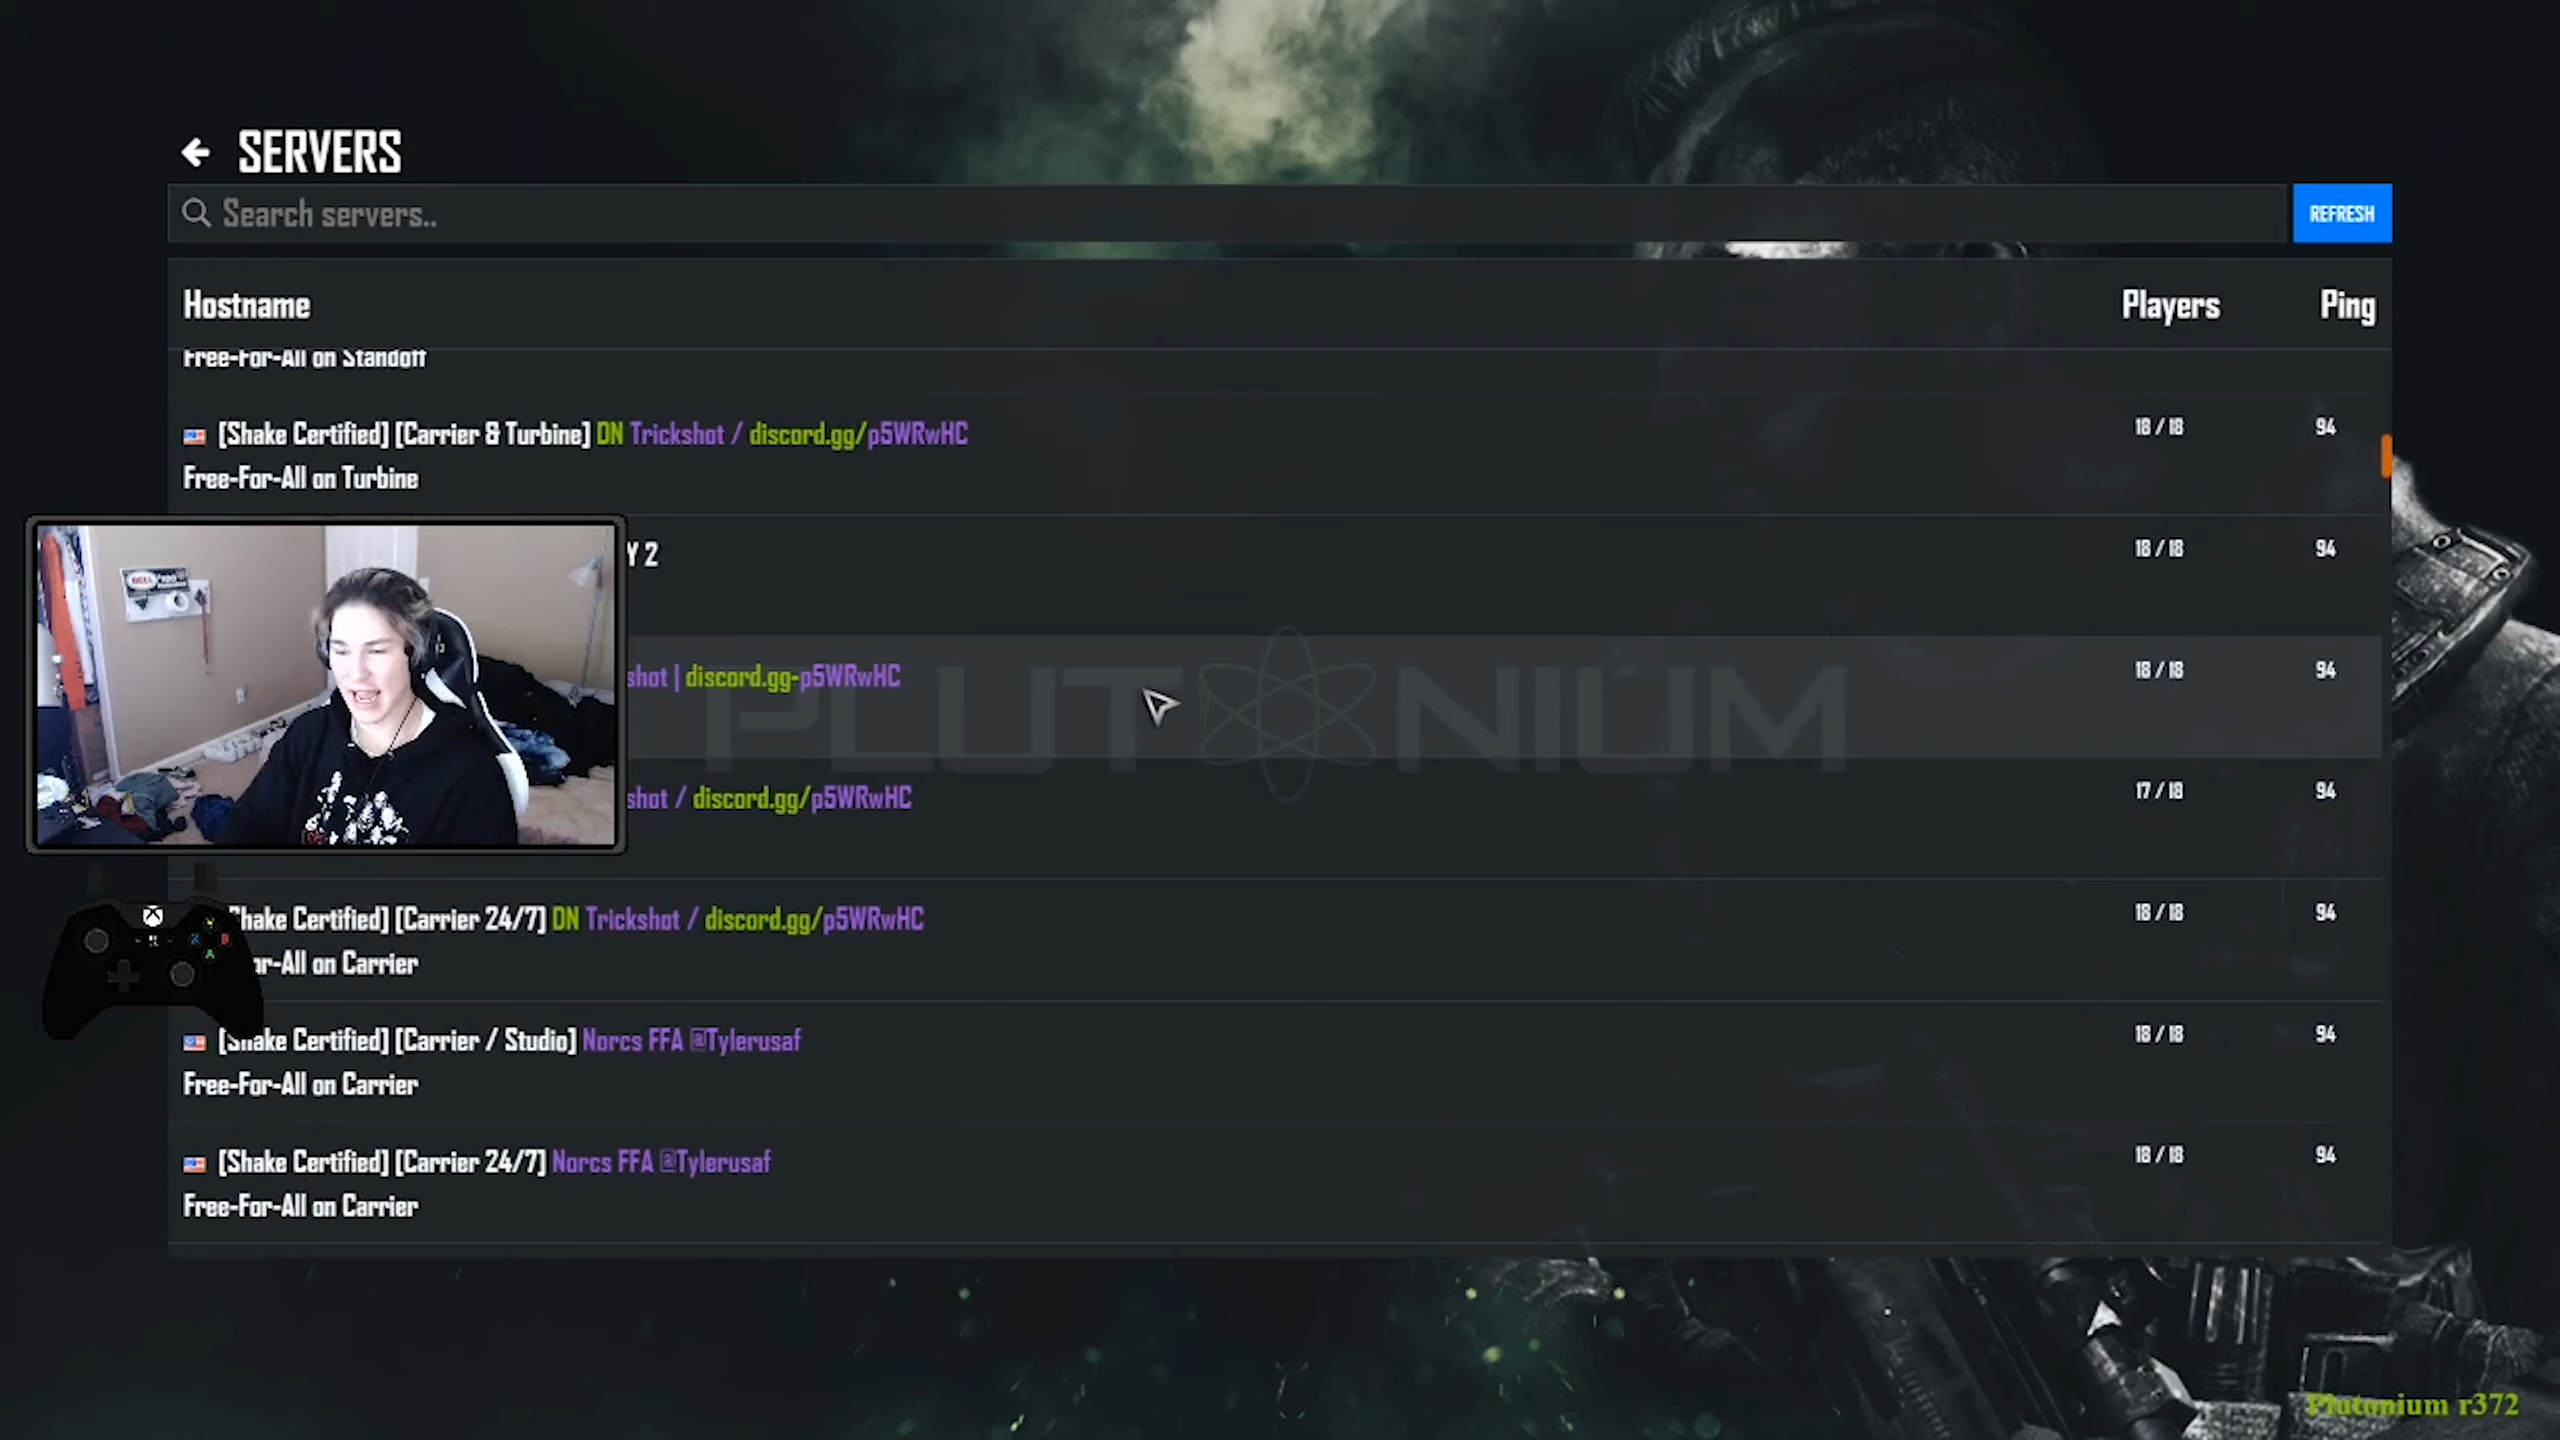 SERVERS
Search servers..
REFRESH
Hostname Players Ping
Free-For-All on Standoff
[Shake Certified] [Carrier & Turbine] DN Trickshot / discord.gg/p5WRwHC 18 / 18 94
Free-For-All on Turbine
Y 2 18 / 18 94
shot | discord.gg-p5WRwHC 18 / 18 94
PLUTONIUM
shot / discord.gg/p5WRwHC 17 / 18 94
hake Certified] [Carrier 24/7] DN Trickshot / discord.gg/p5WRwHC 18 / 18 94
or-All on Carrier
[Shake Certified] [Carrier / Studio] Norcs FFA @Tylerusaf 18 / 18 94
Free-For-All on Carrier
[Shake Certified] [Carrier 24/7] Norcs FFA @Tylerusaf 18 / 18 94
Free-For-All on Carrier
Plutonium r372
BELL
X
Y
B
A